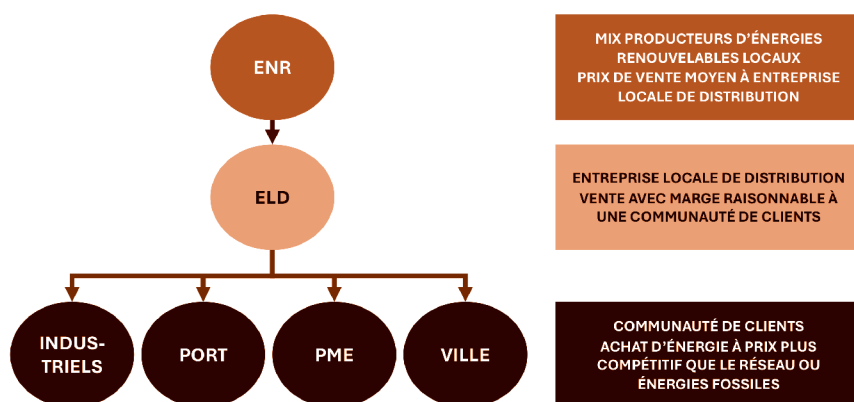 ENR
MIX PRODUCTEURS D'ÉNERGIES
RENOUVELABLES LOCAUX
PRIX DE VENTE MOYEN À ENTREPRISE
LOCALE DE DISTRIBUTION
ELD
ENTREPRISE LOCALE DE DISTRIBUTION
VENTE AVEC MARGE RAISONNABLE À
UNE COMMUNAUTÉ DE CLIENTS
INDUS-
TRIELS
PORT
PME
VILLE
COMMUNAUTÉ DE CLIENTS
ACHAT D'ÉNERGIE À PRIX PLUS
COMPÉTITIF QUE LE RÉSEAU OU
ÉNERGIES FOSSILES